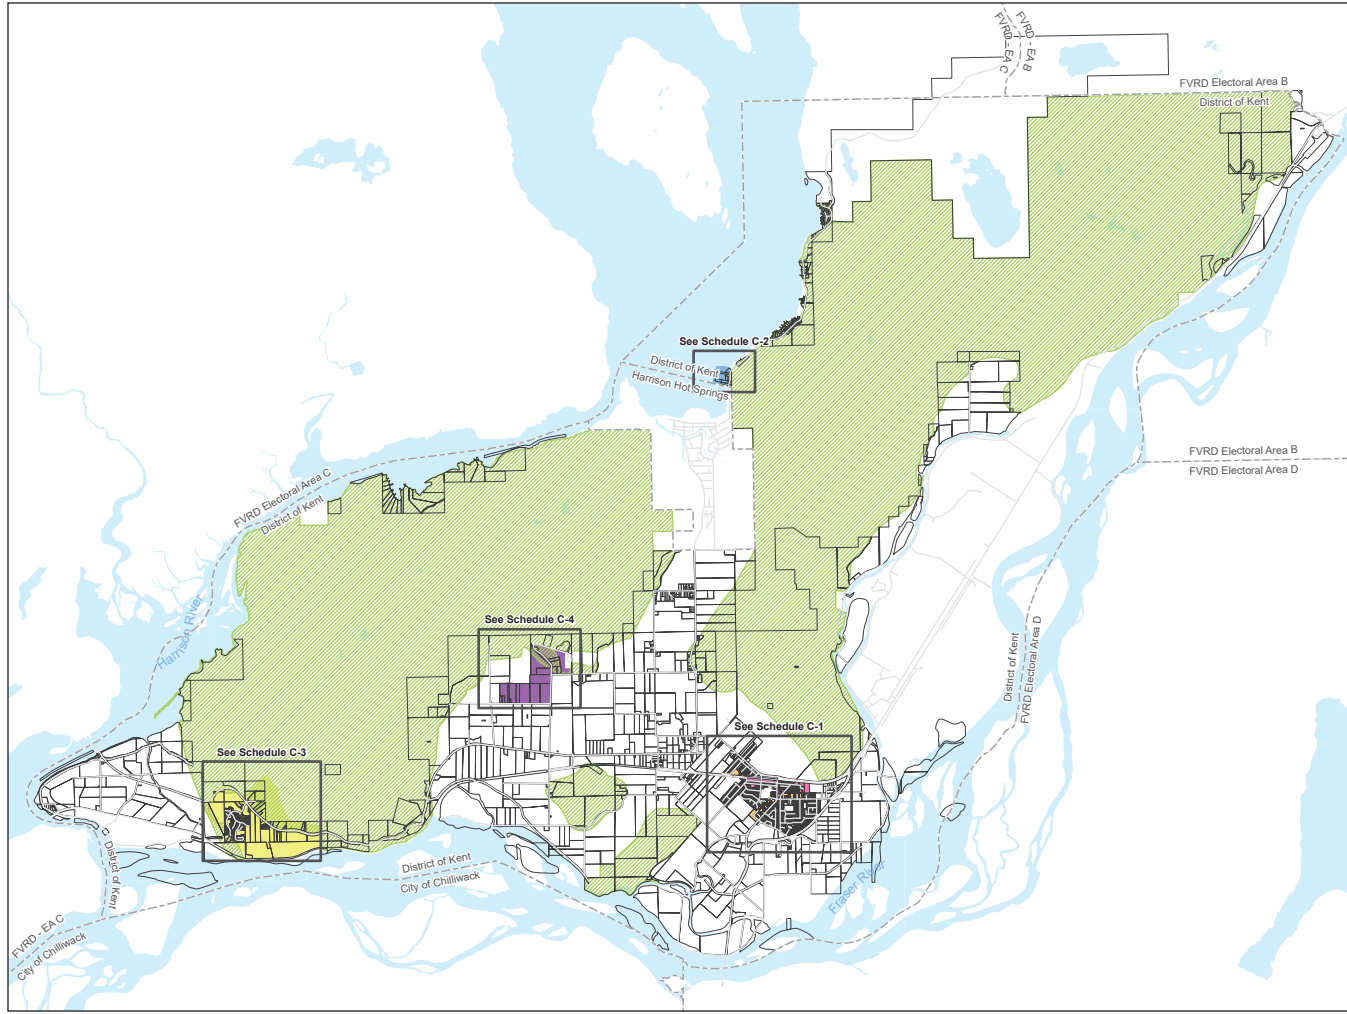 FVRD - EA B
FVRD - EA C
FVRD Electoral Area B
District of Kent
See Schedule C-2
District of Kent
Harrison Hot Springs
FVRD Electoral Area B
FVRD Electoral Area D
FVRD Electoral Area C
District of Kent
Harrison River
See Schedule C-4
District of Kent
FVRD Electoral Area D
See Schedule C-1
See Schedule C-3
District of Kent
District of Kent
City of Chilliwack
Fraser River
FVRD - EA C
City of Chilliwack